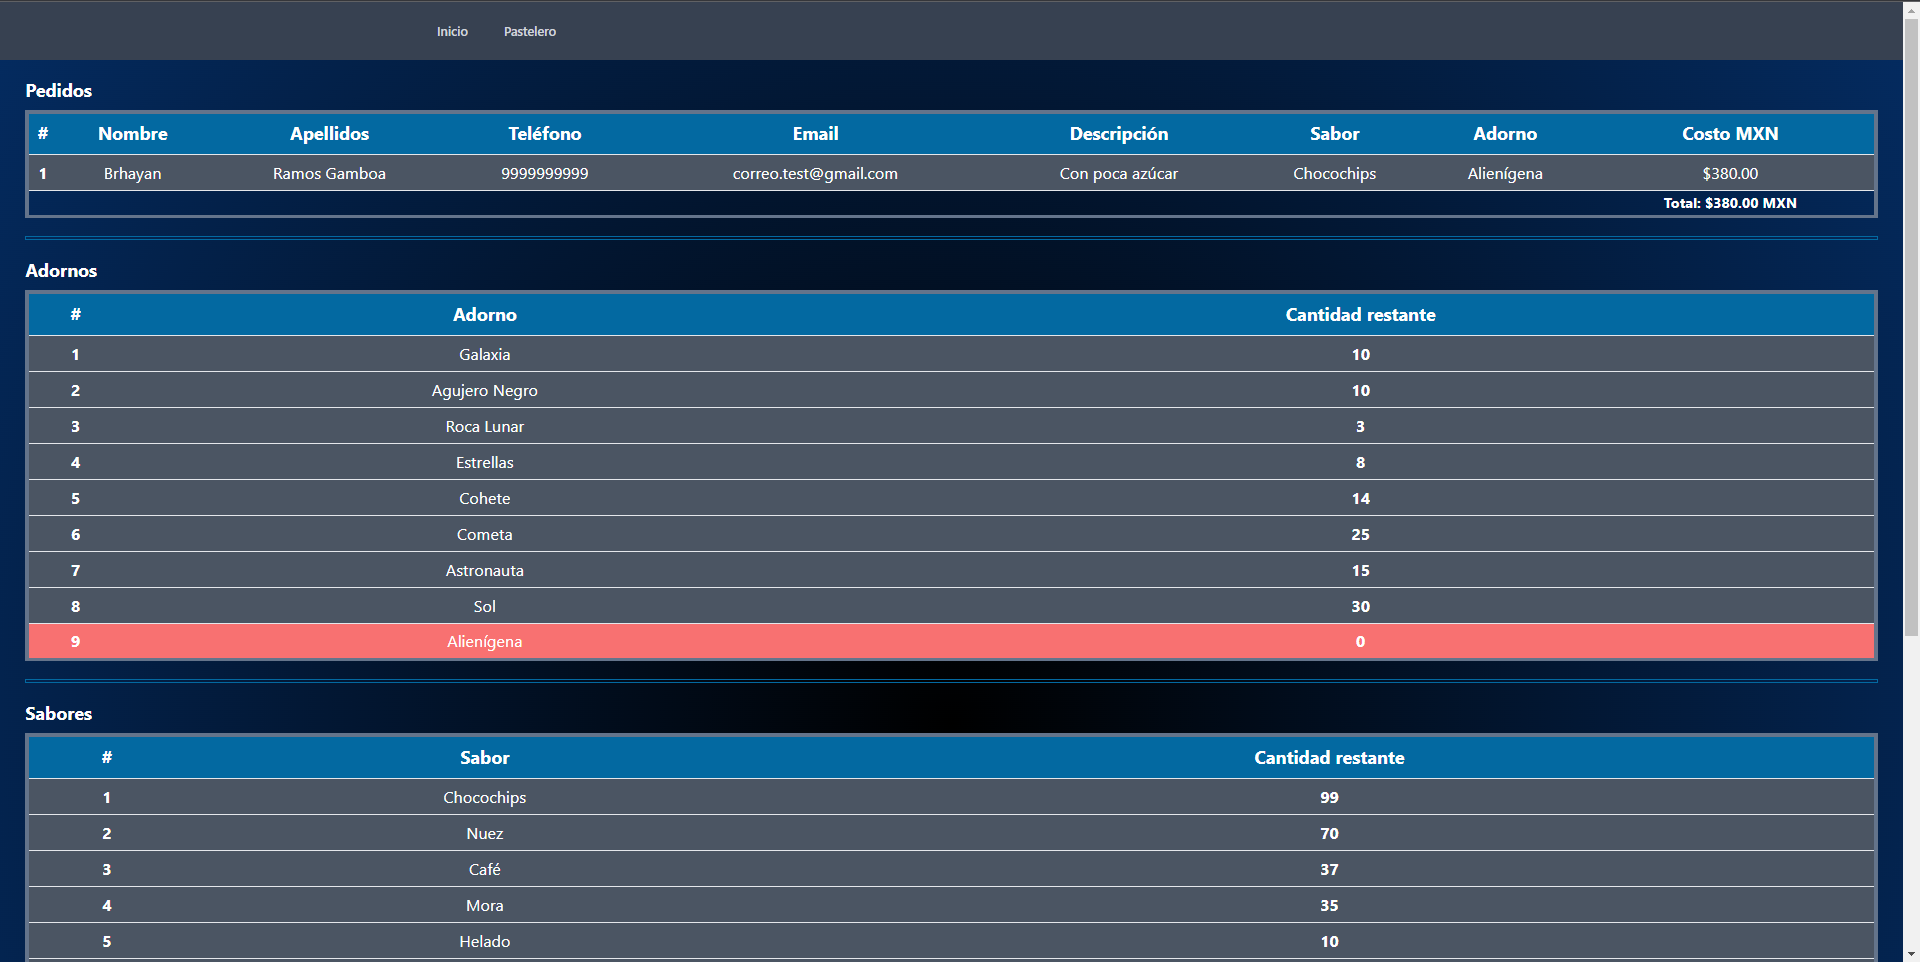 Inicio Pastelero
Pedidos
# Nombre Apellidos Teléfono Email Descripción Sabor Adorno Costo MXN
1 Brhayan Ramos Gamboa 9999999999 correo.test@gmail.com Con poca azúcar Chocochips Alienígena $380.00
Total: $380.00 MXN
Adornos
# Adorno Cantidad restante
1 Galaxia 10
2 Agujero Negro 10
3 Roca Lunar 3
4 Estrellas 8
5 Cohete 14
6 Cometa 25
7 Astronauta 15
8 Sol 30
9 Alienígena 0
Sabores
# Sabor Cantidad restante
1 Chocochips 99
2 Nuez 70
3 Café 37
4 Mora 35
5 Helado 10